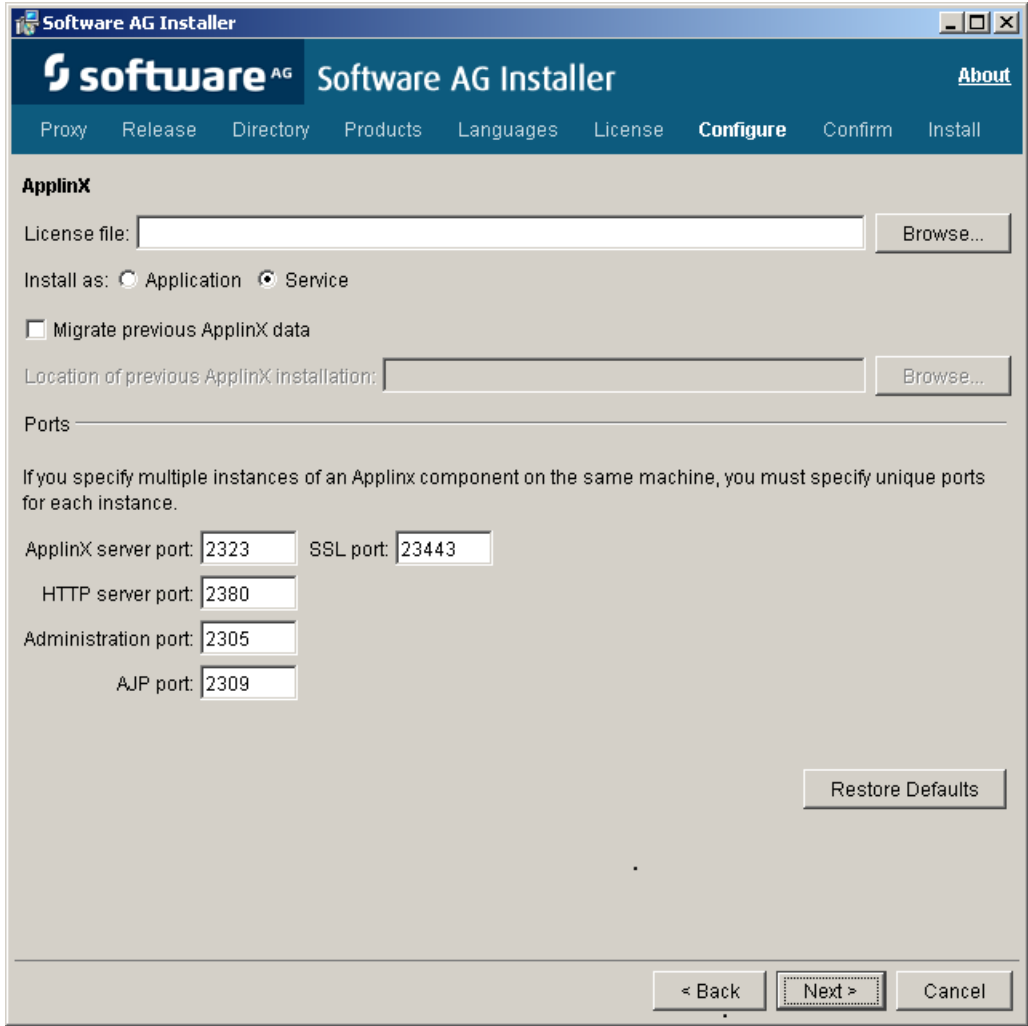 Software AG Installer
software AG Software AG Installer About
Proxy Release Directory Products Languages License Configure Confirm Install
ApplinX
License file: Browse...
Install as: Application Service
Migrate previous ApplinX data
Location of previous ApplinX installation: Browse...
Ports
If you specify multiple instances of an Applinx component on the same machine, you must specify unique ports
for each instance.
ApplinX server port: 2323 SSL port: 23443
HTTP server port: 2380
Administration port: 2305
AJP port: 2309
Restore Defaults
< Back Next > Cancel